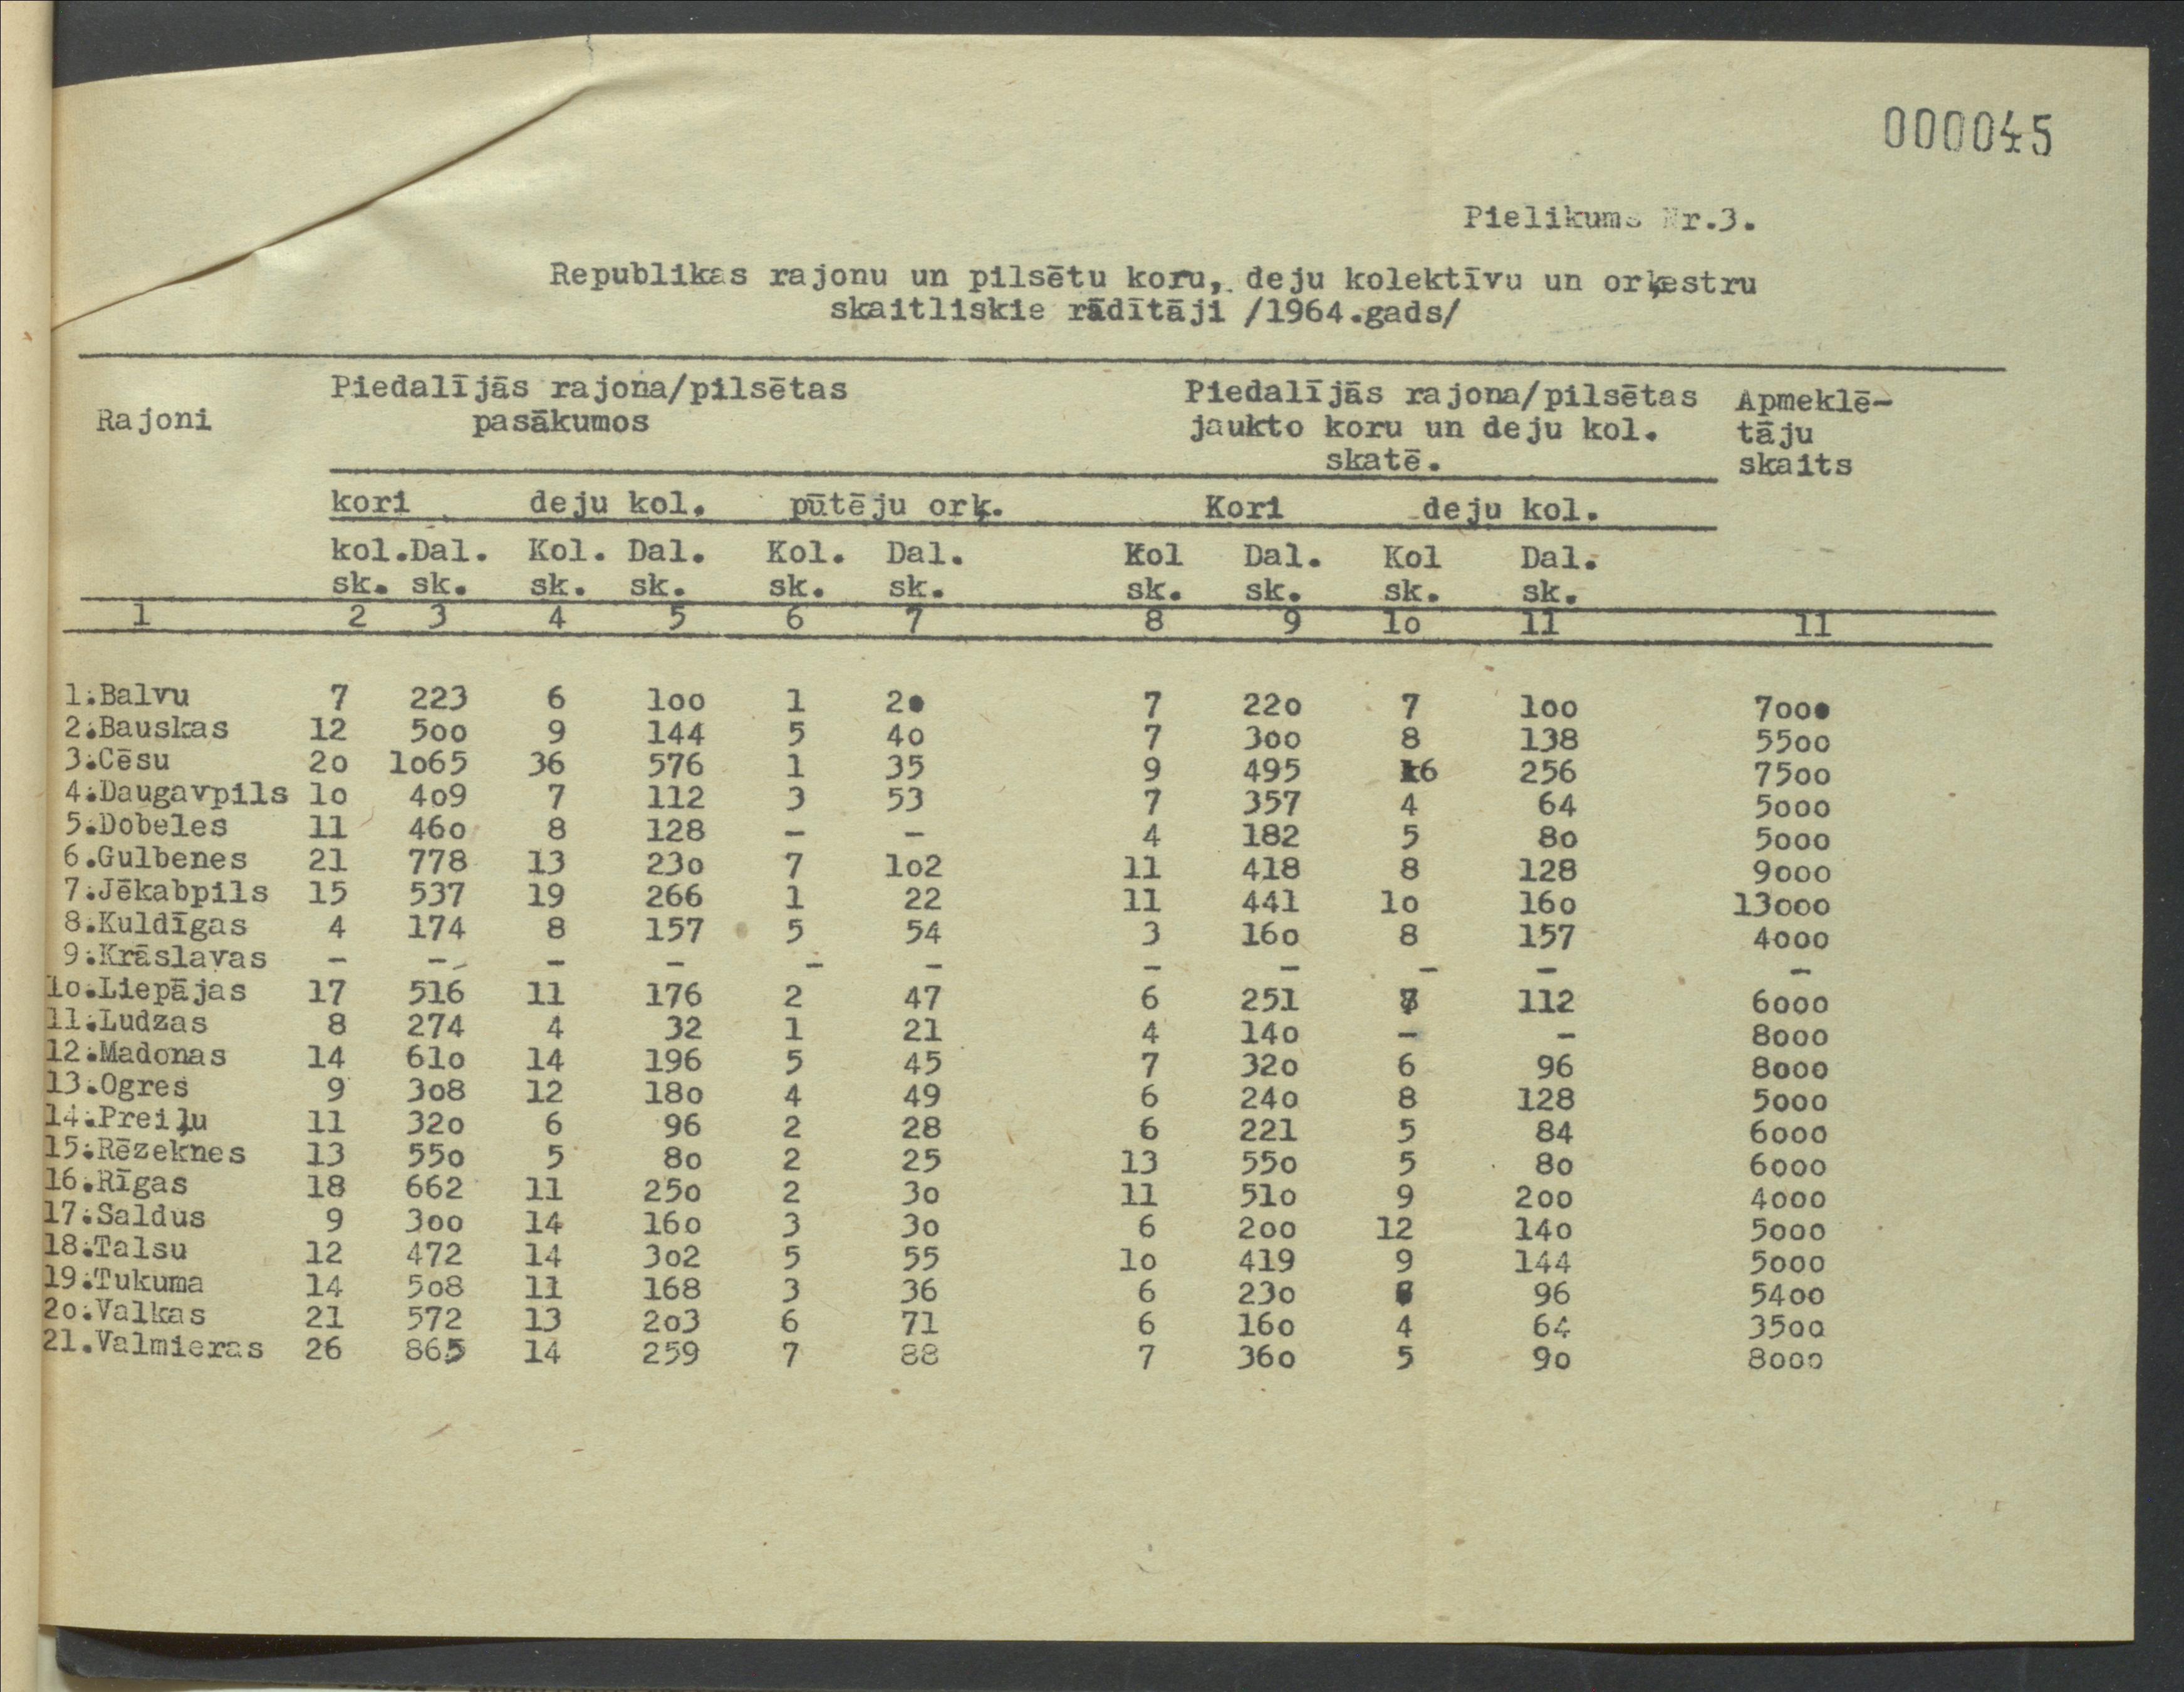 000045
Pielikums Nr.3.
Republikas rajonu un pilsētu koru, deju kolektīvu un orķestru
skaitliskie rādītāji /1964.gads/
Rajoni Piedalījās rajona/pilsētas pasākumos Piedalījās rajona/pilsētas jaukto koru un deju kol. skatē. Apmeklē-tāju skaits
kori deju kol. pūtēju orķ. Kori deju kol.
kol. Dal. Kol. Dal. Kol. Dal. Kol Dal. Kol Dal.
sk. sk. sk. sk. sk. sk. sk. sk. sk. sk.
1 2 3 4 5 6 7 8 9 1o 11 11
1.Balvu 7 223 6 1oo 1 2o 7 22o 7 1oo 7ooo
2.Bauskas 12 5oo 9 144 5 4o 7 3oo 8 138 55oo
3.Cēsu 2o 1o65 36 576 1 35 9 495 16 256 75oo
4.Daugavpils 1o 4o9 7 112 3 53 7 357 4 64 5ooo
5.Dobeles 11 46o 8 128 - - 4 182 5 8o 5ooo
6.Gulbenes 21 778 13 23o 7 1o2 11 418 8 128 9ooo
7.Jēkabpils 15 537 19 266 1 22 11 441 1o 16o 13ooo
8.Kuldīgas 4 174 8 157 5 54 3 16o 8 157 4ooo
9.Krāslavas - - - - - - - - - - -
1o.Liepājas 17 516 11 176 2 47 6 251 7 112 6ooo
11.Ludzas 8 274 4 32 1 21 4 14o - - 8ooo
12.Madonas 14 61o 14 196 5 45 7 32o 6 96 8ooo
13.Ogres 9 3o8 12 18o 4 49 6 24o 8 128 5ooo
14.Preiļu 11 32o 6 96 2 28 6 221 5 84 6ooo
15.Rēzeknes 13 55o 5 8o 2 25 13 55o 5 8o 6ooo
16.Rīgas 18 662 11 25o 2 3o 11 51o 9 2oo 4ooo
17.Saldus 9 3oo 14 16o 3 3o 6 2oo 12 14o 5ooo
18.Talsu 12 472 14 3o2 5 55 1o 419 9 144 5ooo
19.Tukuma 14 5o8 11 168 3 36 6 23o 96 54oo
2o.Valkas 21 572 13 2o3 6 71 6 16o 4 64 35oo
21.Valmieras 26 865 14 259 7 88 7 36o 5 9o 8ooo